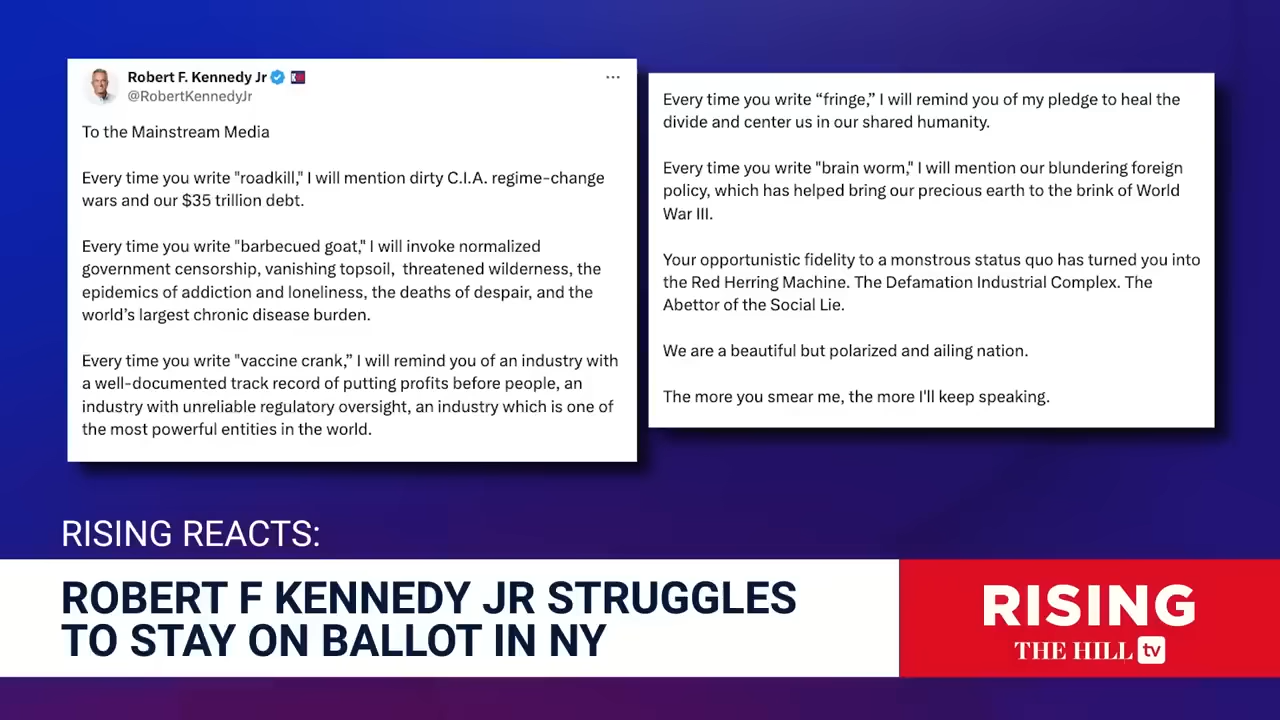 Robert F. Kennedy Jr
@RobertKennedyJr
To the Mainstream Media
Every time you write "roadkill," I will mention dirty C.I.A. regime-change
wars and our $35 trillion debt.
Every time you write "barbecued goat," I will invoke normalized
government censorship, vanishing topsoil,  threatened wilderness, the
epidemics of addiction and loneliness, the deaths of despair, and the
world’s largest chronic disease burden.
Every time you write "vaccine crank,” I will remind you of an industry with
a well-documented track record of putting profits before people, an
industry with unreliable regulatory oversight, an industry which is one of
the most powerful entities in the world.
Every time you write “fringe,” I will remind you of my pledge to heal the
divide and center us in our shared humanity.
Every time you write "brain worm," I will mention our blundering foreign
policy, which has helped bring our precious earth to the brink of World
War III.
Your opportunistic fidelity to a monstrous status quo has turned you into
the Red Herring Machine. The Defamation Industrial Complex. The
Abettor of the Social Lie.
We are a beautiful but polarized and ailing nation.
The more you smear me, the more I'll keep speaking.
RISING REACTS:
ROBERT F KENNEDY JR STRUGGLES
TO STAY ON BALLOT IN NY
RISING
THE HILL tv